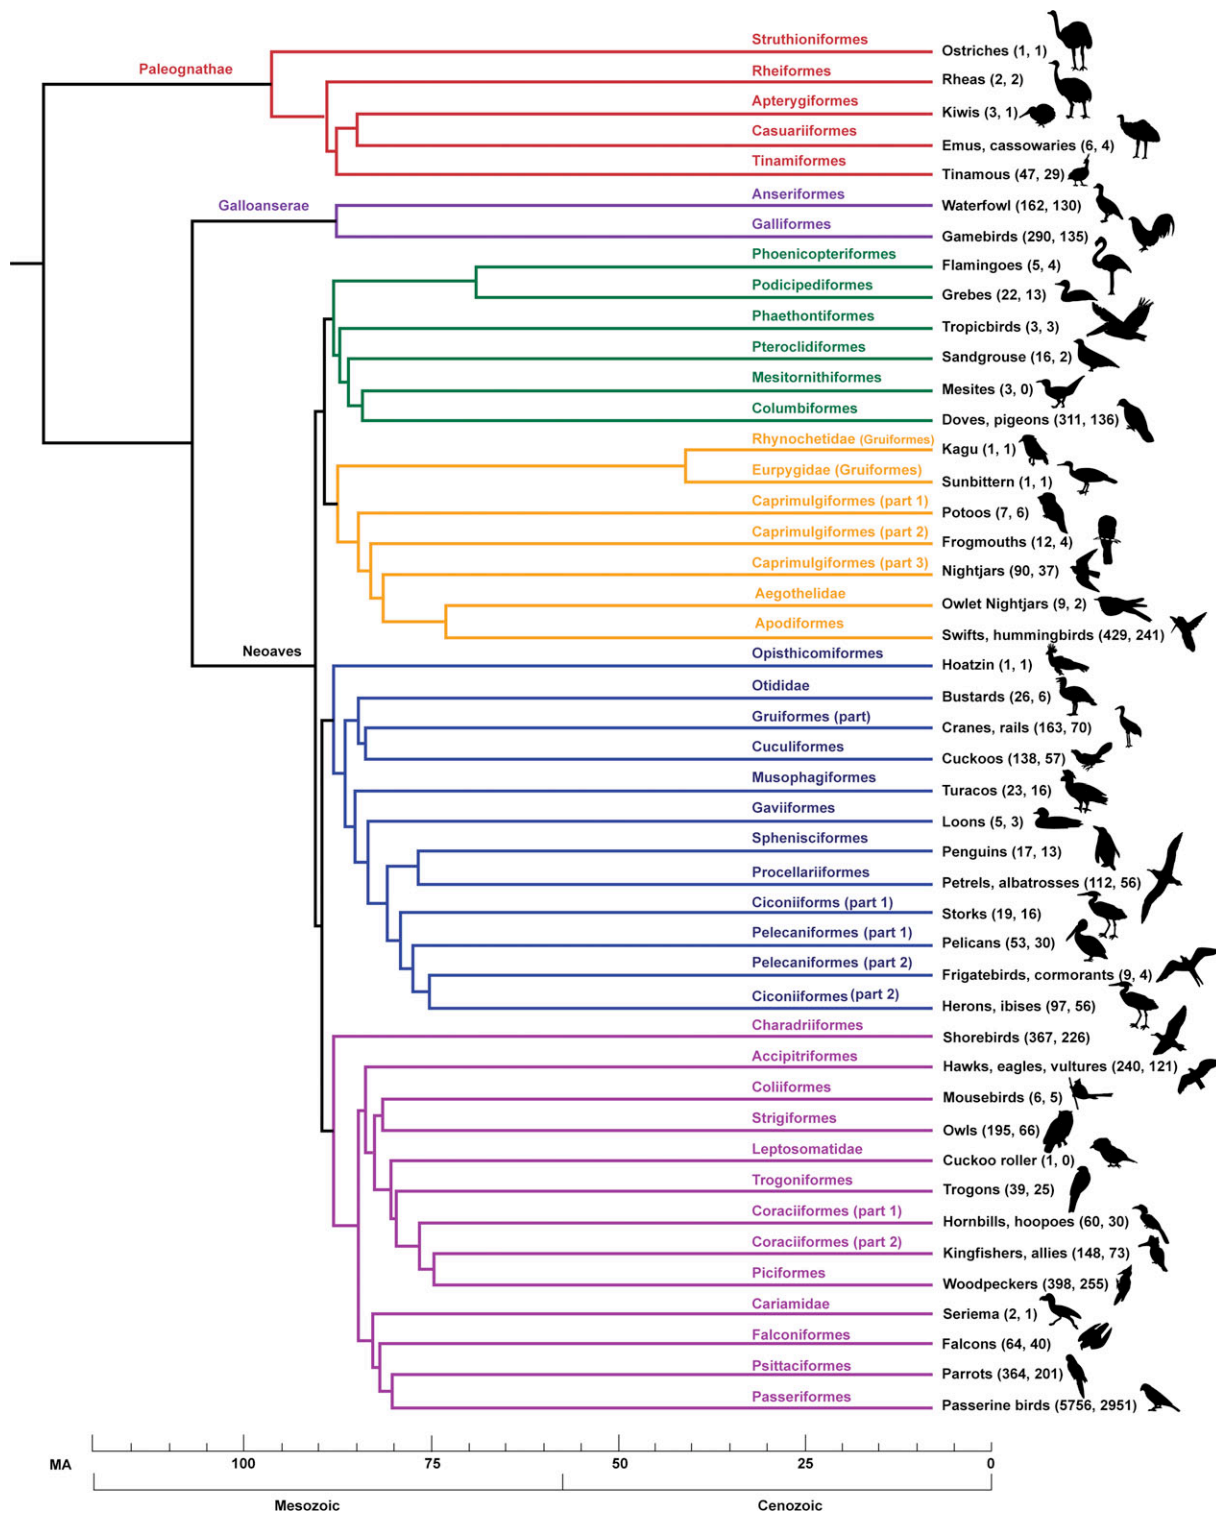 Struthioniformes
Ostriches (1, 1)
Paleognathae
Rheiformes
Rheas (2, 2)
Apterygiformes
Kiwis (3, 1)
Casuariiformes
Emus, cassowaries (6, 4)
Tinamiformes
Tinamous (47, 29)
Anseriformes
Galloanserae
Waterfowl (162, 130)
Galliformes
Gamebirds (290, 135)
Phoenicopteriformes
Flamingoes (5, 4)
Podicipediformes
Grebes (22, 13)
Phaethontiformes
Tropicbirds (3, 3)
Pteroclidiformes
Sandgrouse (16, 2)
Mesitornithiformes
Mesites (3, 0)
Columbiformes
Doves, pigeons (311, 136)
Rhynochetidae (Gruiformes)
Kagu (1, 1)
Eurpygidae (Gruiformes)
Sunbittern (1, 1)
Caprimulgiformes (part 1)
Potoos (7, 6)
Caprimulgiformes (part 2)
Frogmouths (12, 4)
Caprimulgiformes (part 3)
Nightjars (90, 37)
Aegothelidae
Owlet Nightjars (9, 2)
Apodiformes
Swifts, hummingbirds (429, 241)
Neoaves
Opisthicomiformes
Hoatzin (1, 1)
Otididae
Bustards (26, 6)
Gruiformes (part)
Cranes, rails (163, 70)
Cuculiformes
Cuckoos (138, 57)
Musophagiformes
Turacos (23, 16)
Gaviiformes
Loons (5, 3)
Sphenisciformes
Penguins (17, 13)
Procellariiformes
Petrels, albatrosses (112, 56)
Ciconiiforms (part 1)
Storks (19, 16)
Pelecaniformes (part 1)
Pelicans (53, 30)
Pelecaniformes (part 2)
Frigatebirds, cormorants (9, 4)
Ciconiiformes (part 2)
Herons, ibises (97, 56)
Charadriiformes
Shorebirds (367, 226)
Accipitriformes
Hawks, eagles, vultures (240, 121)
Coliiformes
Mousebirds (6, 5)
Strigiformes
Owls (195, 66)
Leptosomatidae
Cuckoo roller (1, 0)
Trogoniformes
Trogons (39, 25)
Coraciiformes (part 1)
Hornbills, hoopoes (60, 30)
Coraciiformes (part 2)
Kingfishers, allies (148, 73)
Piciformes
Woodpeckers (398, 255)
Cariamidae
Seriema (2, 1)
Falconiformes
Falcons (64, 40)
Psittaciformes
Parrots (364, 201)
Passeriformes
Passerine birds (5756, 2951)
MA 100 75 50 25 0
Mesozoic Cenozoic